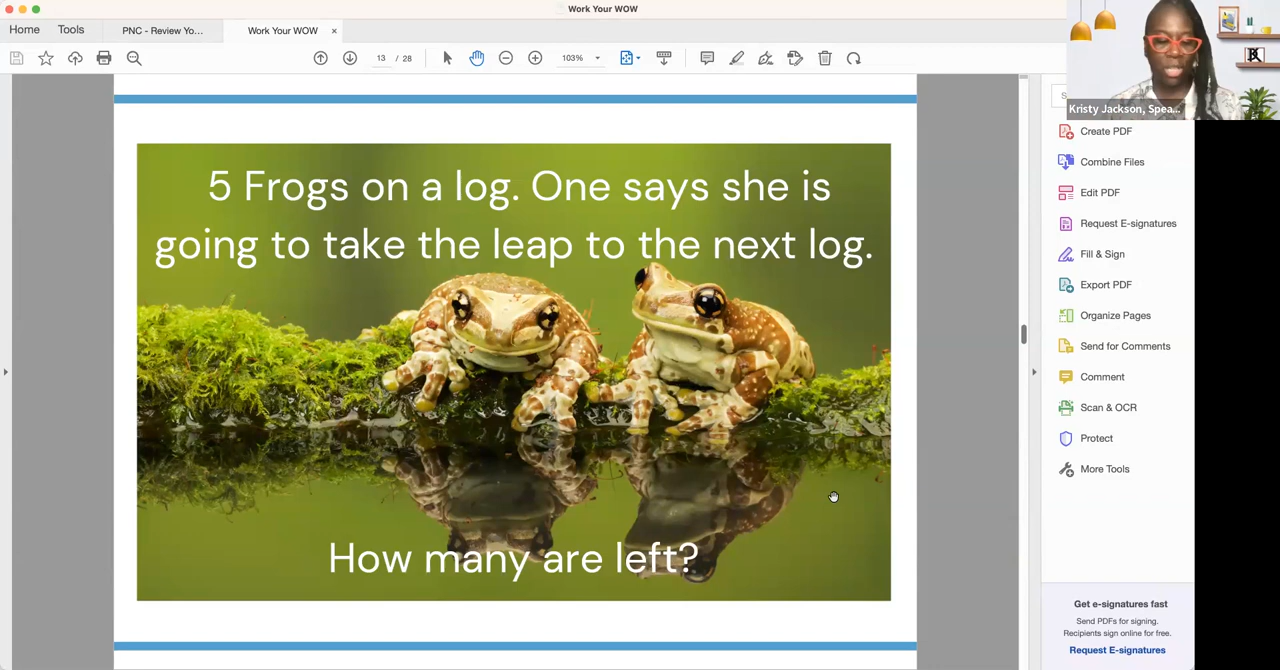 Work Your WOW
Home
Tools
PNC - Review Yo...
Work Your WOW
×
13 / 28
103%
Kristy Jackson, Spea...
5 Frogs on a log. One says she is
going to take the leap to the next log.
How many are left?
S
Create PDF
Combine Files
Edit PDF
Request E-signatures
Fill & Sign
Export PDF
Organize Pages
Send for Comments
Comment
Scan & OCR
Protect
More Tools
Get e-signatures fast
Send PDFs for signing.
Recipients sign online for free.
Request E-signatures